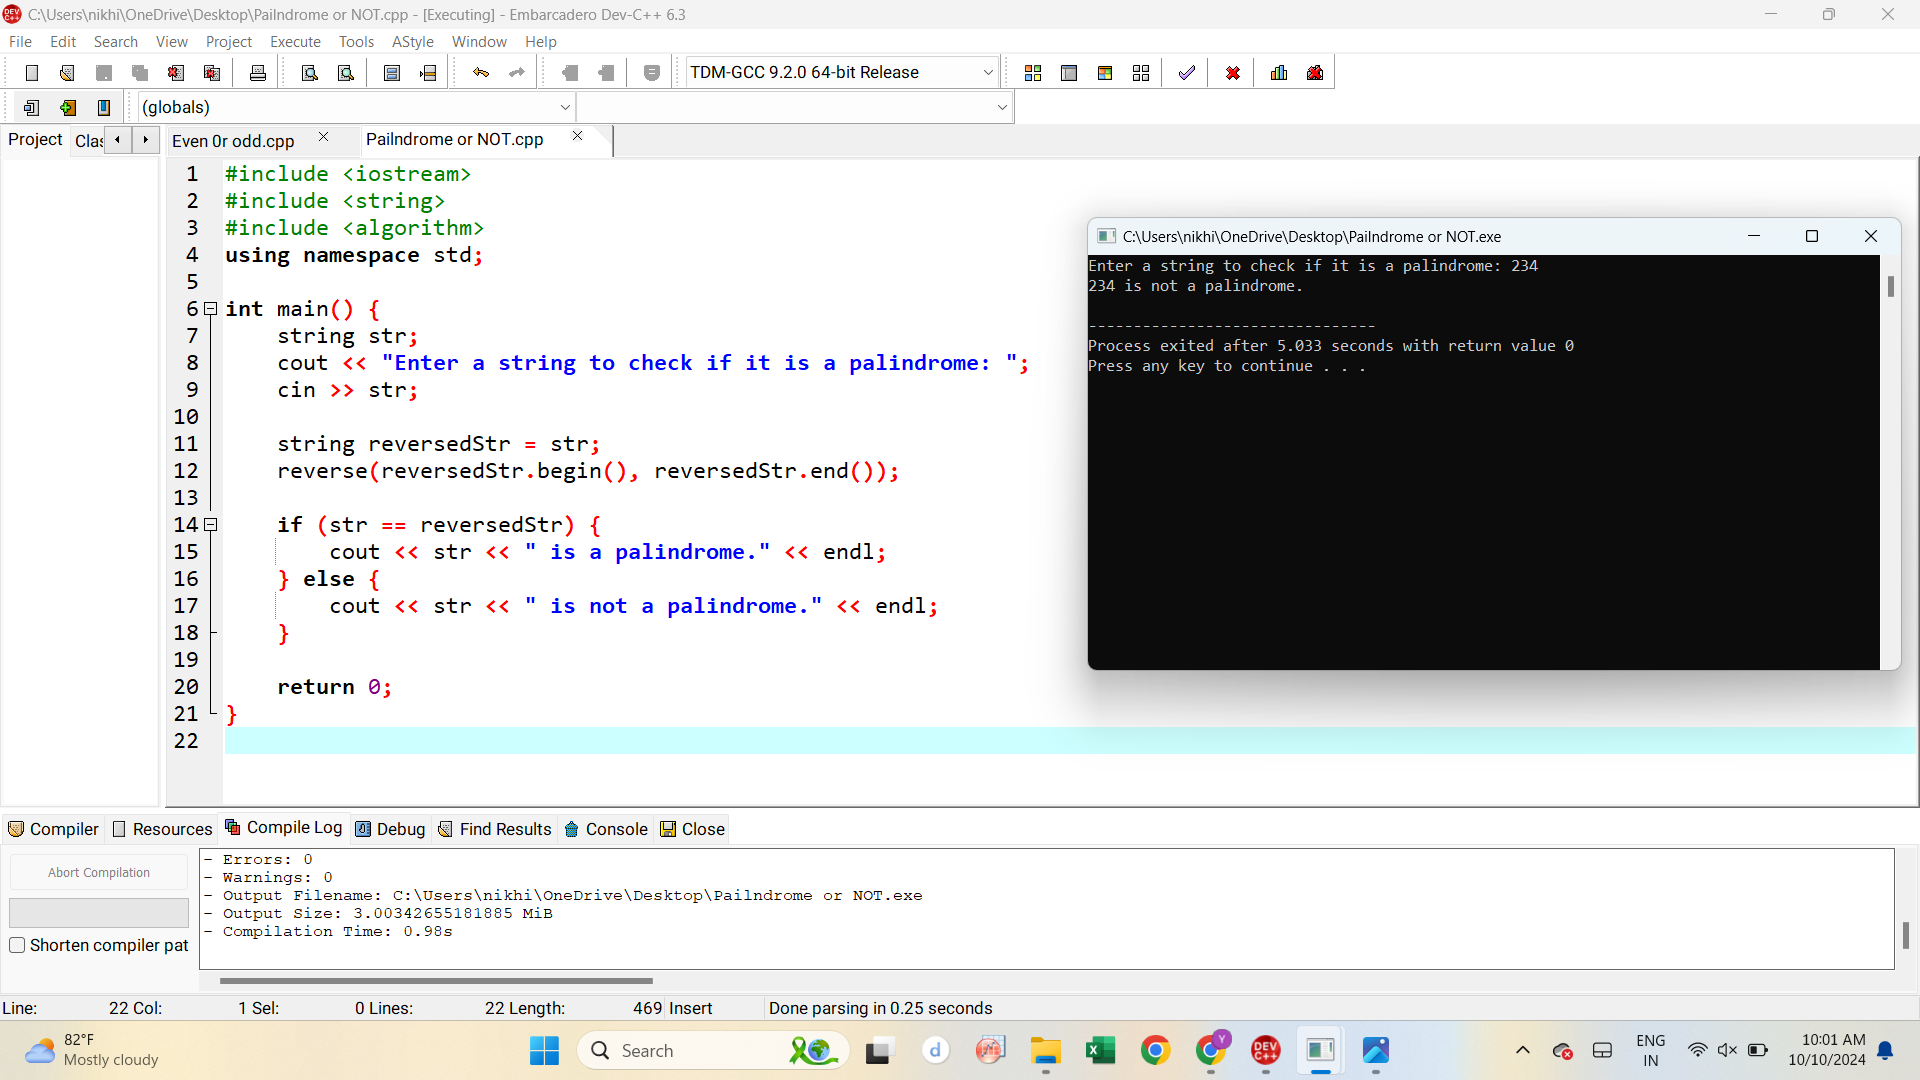 C:\Users\nikhi\OneDrive\Desktop\Pailndrome or NOT.cpp - [Executing] - Embarcadero Dev-C++ 6.3
File Edit Search View Project Execute Tools AStyle Window Help
TDM-GCC 9.2.0 64-bit Release
(globals)
Project Clas Even 0r odd.cpp Pailndrome or NOT.cpp
1 #include <iostream>
2 #include <string>
3 #include <algorithm>
4 using namespace std;
5
6 int main() {
7 string str;
8 cout << "Enter a string to check if it is a palindrome: ";
9 cin >> str;
10
11 string reversedStr = str;
12 reverse(reversedStr.begin(), reversedStr.end());
13
14 if (str == reversedStr) {
15 cout << str << " is a palindrome." << endl;
16 } else {
17 cout << str << " is not a palindrome." << endl;
18 }
19
20 return 0;
21 }
22
C:\Users\nikhi\OneDrive\Desktop\Pailndrome or NOT.exe
Enter a string to check if it is a palindrome: 234
234 is not a palindrome.
--------------------------------
Process exited after 5.033 seconds with return value 0
Press any key to continue . . .
Compiler Resources Compile Log Debug Find Results Console Close
Abort Compilation
Shorten compiler pat
- Errors: 0
- Warnings: 0
- Output Filename: C:\Users\nikhi\OneDrive\Desktop\Pailndrome or NOT.exe
- Output Size: 3.00342655181885 MiB
- Compilation Time: 0.98s
Line: 22 Col: 1 Sel: 0 Lines: 22 Length: 469 Insert Done parsing in 0.25 seconds
82°F
Mostly cloudy
Search
d
Y
DEV C++
ENG
IN
10:01 AM
10/10/2024